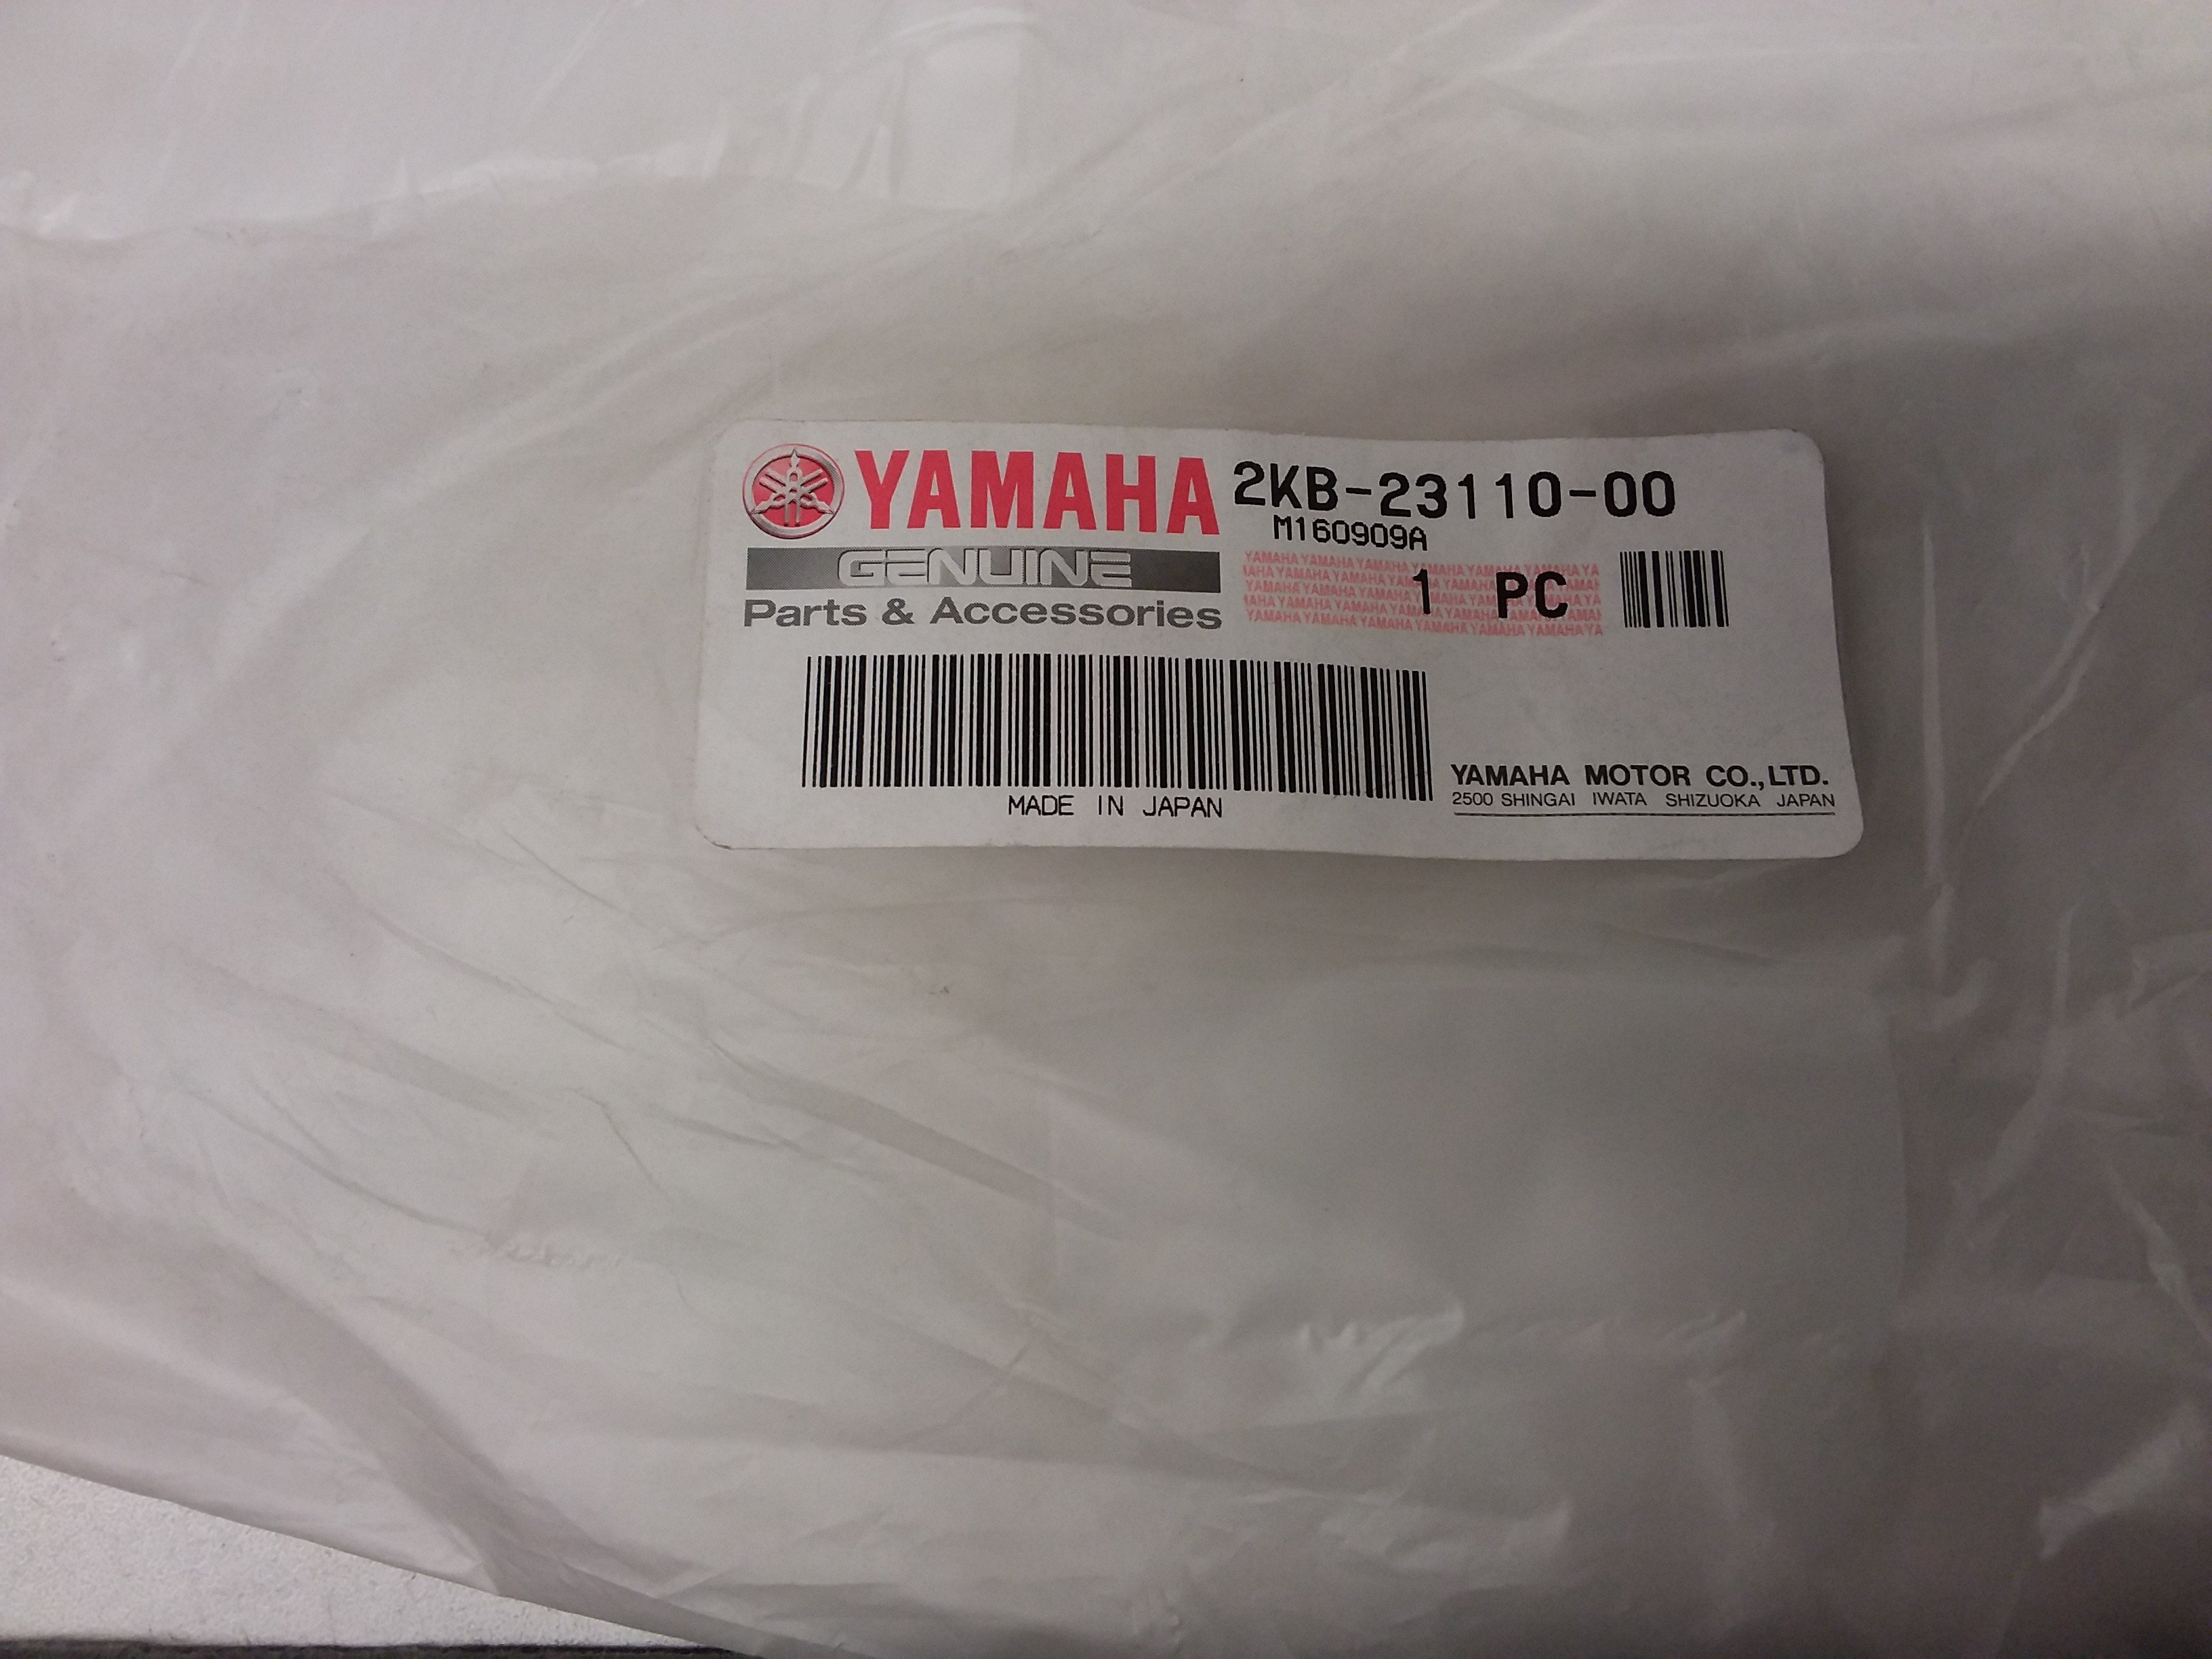 YAMAHA 2KB-23110-00
M160909A
GENUINE
Parts & Accessories
1 PC
MADE IN JAPAN
YAMAHA MOTOR CO.,LTD.
2500 SHINGAI IWATA SHIZUOKA JAPAN